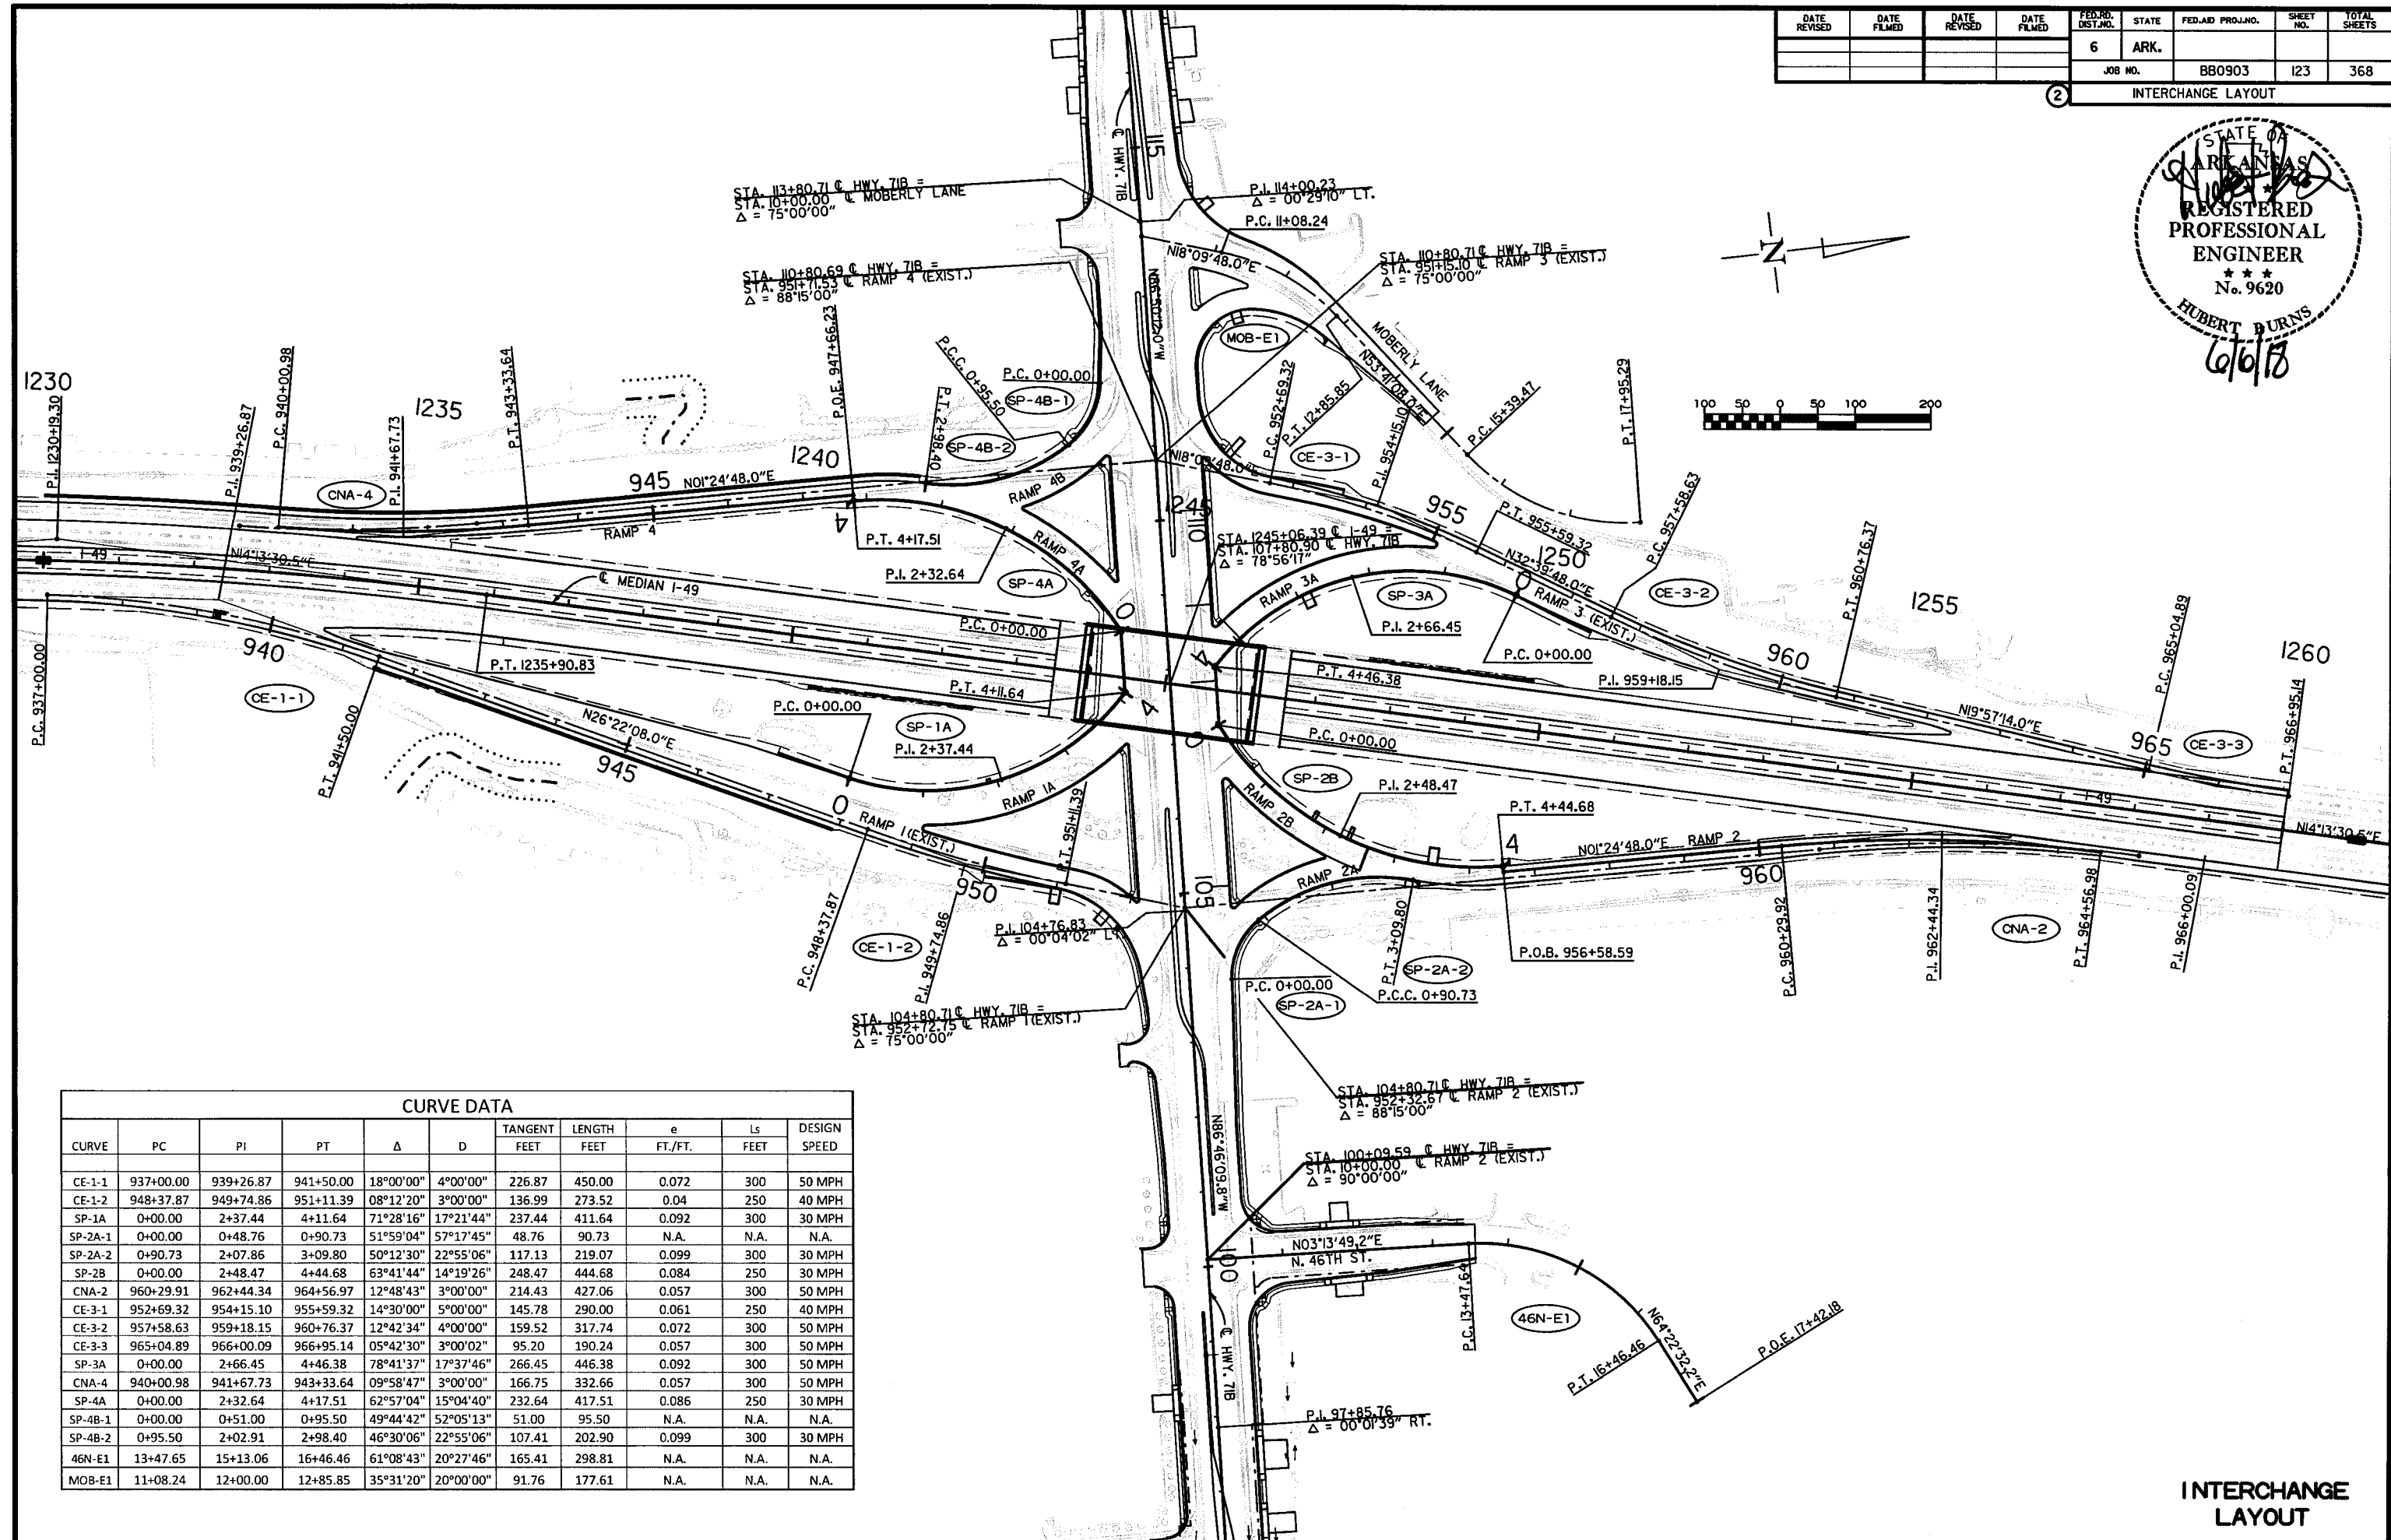 DATE REVISED DATE FILMED DATE REVISED DATE FILMED FED.RD. DIST.NO. STATE FED.AID PROJ.NO. SHEET NO. TOTAL SHEETS
6 ARK.
JOB NO. BB0903 123 368
2 INTERCHANGE LAYOUT
STATE OF
ARKANSAS
REGISTERED
PROFESSIONAL
ENGINEER
★ ★ ★
No. 9620
HUBERT BURNS
6/6/18
℄ HWY. 71B
115
STA. 113+80.71 ℄ HWY. 71B =
STA. 10+00.00 ℄ MOBERLY LANE
Δ = 75°00'00"
P.I. 114+00.23
Δ = 00°29'10" LT.
P.C. 11+08.24
N18°09'48.0"E
STA. 110+80.69 ℄ HWY. 71B =
STA. 951+71.53 ℄ RAMP 4 (EXIST.)
Δ = 88°15'00"
STA. 110+80.71 ℄ HWY. 71B =
STA. 951+15.10 ℄ RAMP 3 (EXIST.)
Δ = 75°00'00"
N86°50'12.0"W
MOB-E1
MOBERLY LANE
N53°41'08.0"E
N
100 50 0 50 100 200
1230
P.I. 1230+19.30
P.I. 939+26.87
P.C. 940+00.98
CNA-4
P.I. 941+67.73
1235
P.T. 943+33.64
945
N01°24'48.0"E
RAMP 4
1240
P.O.E. 947+66.23
P.T. 2+98.40
P.C.C. 0+95.50
P.C. 0+00.00
SP-4B-1
SP-4B-2
RAMP 4B
4
P.T. 4+17.51
P.I. 2+32.64
RAMP 4A
SP-4A
0
P.C. 0+00.00
N18°09'48.0"E
P.C. 952+69.32
P.T. 12+85.85
CE-3-1
P.I. 954+15.10
P.C. 15+39.47
P.T. 17+95.29
1245
110
STA. 1245+06.39 ℄ I-49 =
STA. 107+80.90 ℄ HWY. 71B
Δ = 78°56'17"
955
P.T. 955+59.32
1250
N32°39'48.0"E
P.C. 957+58.63
CE-3-2
RAMP 3A
SP-3A
P.I. 2+66.45
0
RAMP 3 (EXIST.)
P.C. 0+00.00
P.T. 960+76.37
1255
P.I. 959+18.15
960
P.C. 965+04.89
1260
N19°57'14.0"E
965
CE-3-3
P.T. 966+95.14
I-49
N14°13'30.5"E
℄ MEDIAN I-49
P.C. 937+00.00
940
CE-1-1
P.T. 1235+90.83
P.T. 941+50.00
N26°22'08.0"E
945
P.C. 0+00.00
SP-1A
P.I. 2+37.44
P.T. 4+11.64
4
4
P.T. 4+46.38
0
P.C. 0+00.00
0
RAMP 1 (EXIST.)
RAMP 1A
P.T. 951+11.39
P.C. 948+37.87
CE-1-2
950
P.I. 949+74.86
P.I. 104+76.83
Δ = 00°04'02" LT.
105
SP-2B
RAMP 2B
P.I. 2+48.47
RAMP 2A
P.T. 4+44.68
4
N01°24'48.0"E RAMP 2
960
I-49
N14°13'30.5"E
P.T. 3+09.80
SP-2A-2
P.C.C. 0+90.73
P.C. 0+00.00
SP-2A-1
P.O.B. 956+58.59
P.C. 960+29.92
P.I. 962+44.34
CNA-2
P.T. 964+56.98
P.I. 966+00.09
STA. 104+80.71 ℄ HWY. 71B =
STA. 952+72.75 ℄ RAMP 1 (EXIST.)
Δ = 75°00'00"
STA. 104+80.71 ℄ HWY. 71B =
STA. 952+32.67 ℄ RAMP 2 (EXIST.)
Δ = 88°15'00"
N86°46'09.8"W
STA. 100+09.59 ℄ HWY. 71B =
STA. 10+00.00 ℄ RAMP 2 (EXIST.)
Δ = 90°00'00"
100
N03°13'49.2"E
N. 46TH ST.
P.C. 13+47.64
46N-E1
P.T. 16+46.46
N64°22'32.2"E
P.O.E. 17+42.18
℄ HWY. 71B
P.I. 97+85.76
Δ = 00°01'39" RT.
CURVE DATA
CURVE PC PI PT Δ D TANGENT FEET LENGTH FEET e FT./FT. Ls FEET DESIGN SPEED
CE-1-1 937+00.00 939+26.87 941+50.00 18°00'00" 4°00'00" 226.87 450.00 0.072 300 50 MPH
CE-1-2 948+37.87 949+74.86 951+11.39 08°12'20" 3°00'00" 136.99 273.52 0.04 250 40 MPH
SP-1A 0+00.00 2+37.44 4+11.64 71°28'16" 17°21'44" 237.44 411.64 0.092 300 30 MPH
SP-2A-1 0+00.00 0+48.76 0+90.73 51°59'04" 57°17'45" 48.76 90.73 N.A. N.A. N.A.
SP-2A-2 0+90.73 2+07.86 3+09.80 50°12'30" 22°55'06" 117.13 219.07 0.099 300 30 MPH
SP-2B 0+00.00 2+48.47 4+44.68 63°41'44" 14°19'26" 248.47 444.68 0.084 250 30 MPH
CNA-2 960+29.91 962+44.34 964+56.97 12°48'43" 3°00'00" 214.43 427.06 0.057 300 50 MPH
CE-3-1 952+69.32 954+15.10 955+59.32 14°30'00" 5°00'00" 145.78 290.00 0.061 250 40 MPH
CE-3-2 957+58.63 959+18.15 960+76.37 12°42'34" 4°00'00" 159.52 317.74 0.072 300 50 MPH
CE-3-3 965+04.89 966+00.09 966+95.14 05°42'30" 3°00'02" 95.20 190.24 0.057 300 50 MPH
SP-3A 0+00.00 2+66.45 4+46.38 78°41'37" 17°37'46" 266.45 446.38 0.092 300 50 MPH
CNA-4 940+00.98 941+67.73 943+33.64 09°58'47" 3°00'00" 166.75 332.66 0.057 300 50 MPH
SP-4A 0+00.00 2+32.64 4+17.51 62°57'04" 15°04'40" 232.64 417.51 0.086 250 30 MPH
SP-4B-1 0+00.00 0+51.00 0+95.50 49°44'42" 52°05'13" 51.00 95.50 N.A. N.A. N.A.
SP-4B-2 0+95.50 2+02.91 2+98.40 46°30'06" 22°55'06" 107.41 202.90 0.099 300 30 MPH
46N-E1 13+47.65 15+13.06 16+46.46 61°08'43" 20°27'46" 165.41 298.81 N.A. N.A. N.A.
MOB-E1 11+08.24 12+00.00 12+85.85 35°31'20" 20°00'00" 91.76 177.61 N.A. N.A. N.A.
INTERCHANGE
LAYOUT